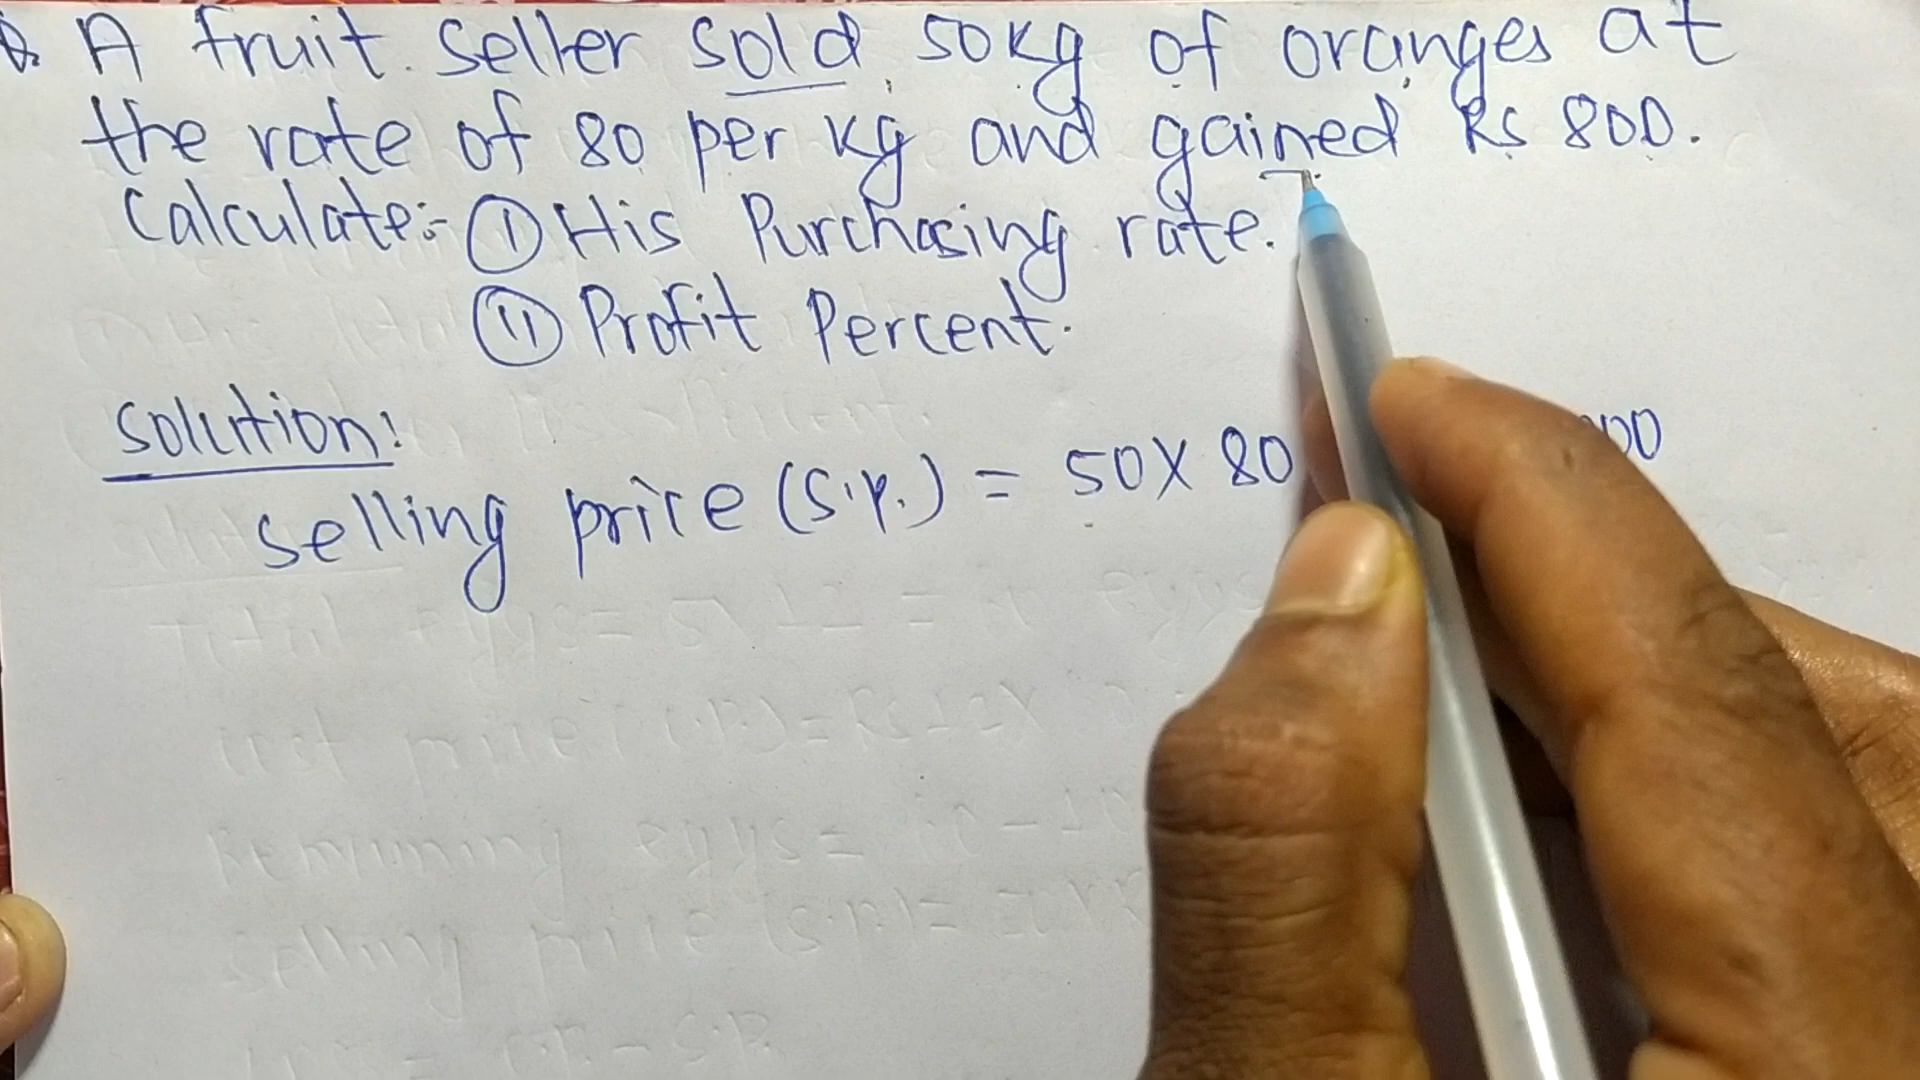 Q. A fruit seller sold 50kg of oranges at
the rate of 80 per kg and gained Rs 800.
Calculate:- (I) His Purchasing rate.
(II) Profit Percent.
Solution:
selling price (S.P.) = 50X 80